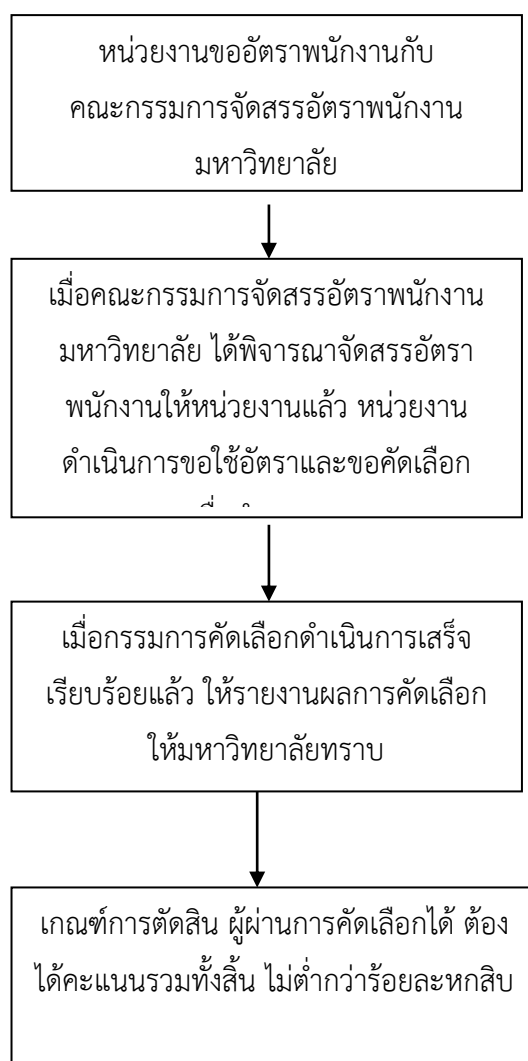 หน่วยงานขออัตราพนักงานกับ
คณะกรรมการจัดสรรอัตราพนักงาน
มหาวิทยาลัย
เมื่อคณะกรรมการจัดสรรอัตราพนักงาน
มหาวิทยาลัย ได้พิจารณาจัดสรรอัตรา
พนักงานให้หน่วยงานแล้ว หน่วยงาน
ดำเนินการขอใช้อัตราและขอคัดเลือก
เมื่อกรรมการคัดเลือกดำเนินการเสร็จ
เรียบร้อยแล้ว ให้รายงานผลการคัดเลือก
ให้มหาวิทยาลัยทราบ
เกณฑ์การตัดสิน ผู้ผ่านการคัดเลือกได้ ต้อง
ได้คะแนนรวมทั้งสิ้น ไม่ต่ำกว่าร้อยละหกสิบ